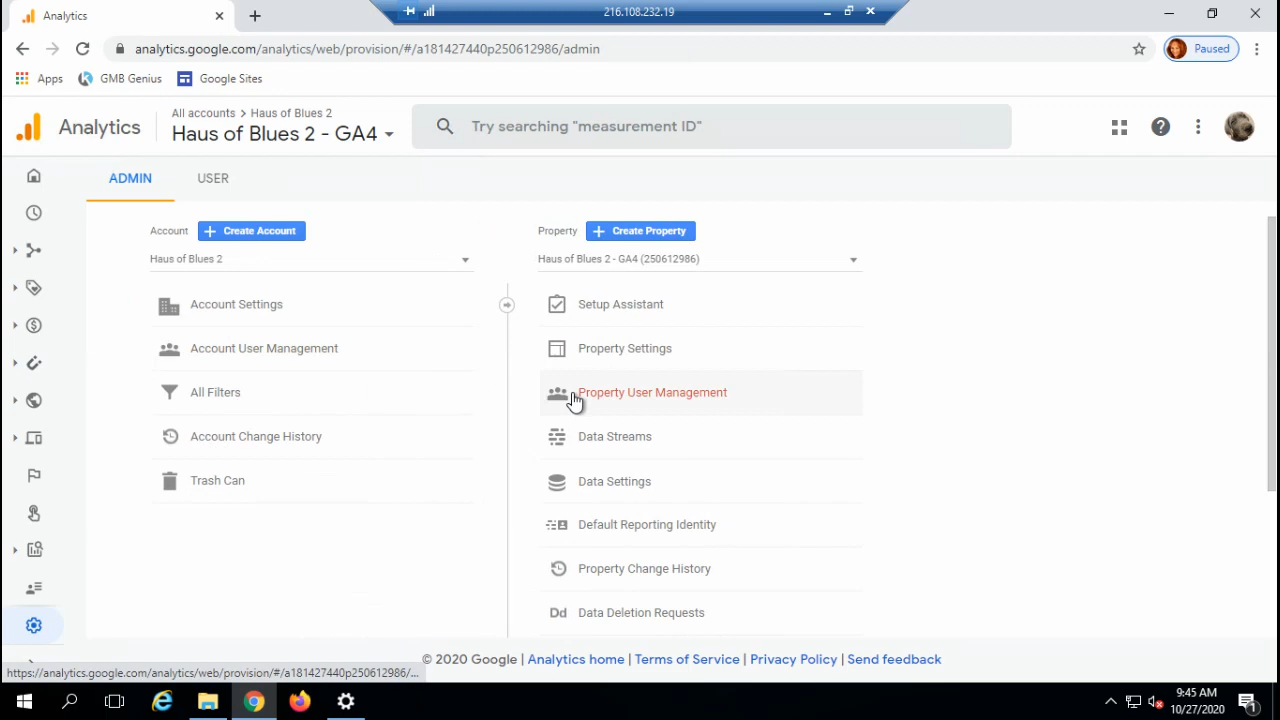 Analytics
216.108.232.19
analytics.google.com/analytics/web/provision/#/a181427440p250612986/admin
Paused
Apps
GMB Genius
Google Sites
Analytics
All accounts > Haus of Blues 2
Haus of Blues 2 - GA4
Try searching "measurement ID"
ADMIN
USER
Account
Create Account
Property
Create Property
Haus of Blues 2
Haus of Blues 2 - GA4 (250612986)
Account Settings
Account User Management
All Filters
Account Change History
Trash Can
Setup Assistant
Property Settings
Property User Management
Data Streams
Data Settings
Default Reporting Identity
Property Change History
Dd Data Deletion Requests
© 2020 Google | Analytics home | Terms of Service | Privacy Policy | Send feedback
https://analytics.google.com/analytics/web/provision/#/a181427440p250612986/...
9:45 AM
10/27/2020
1